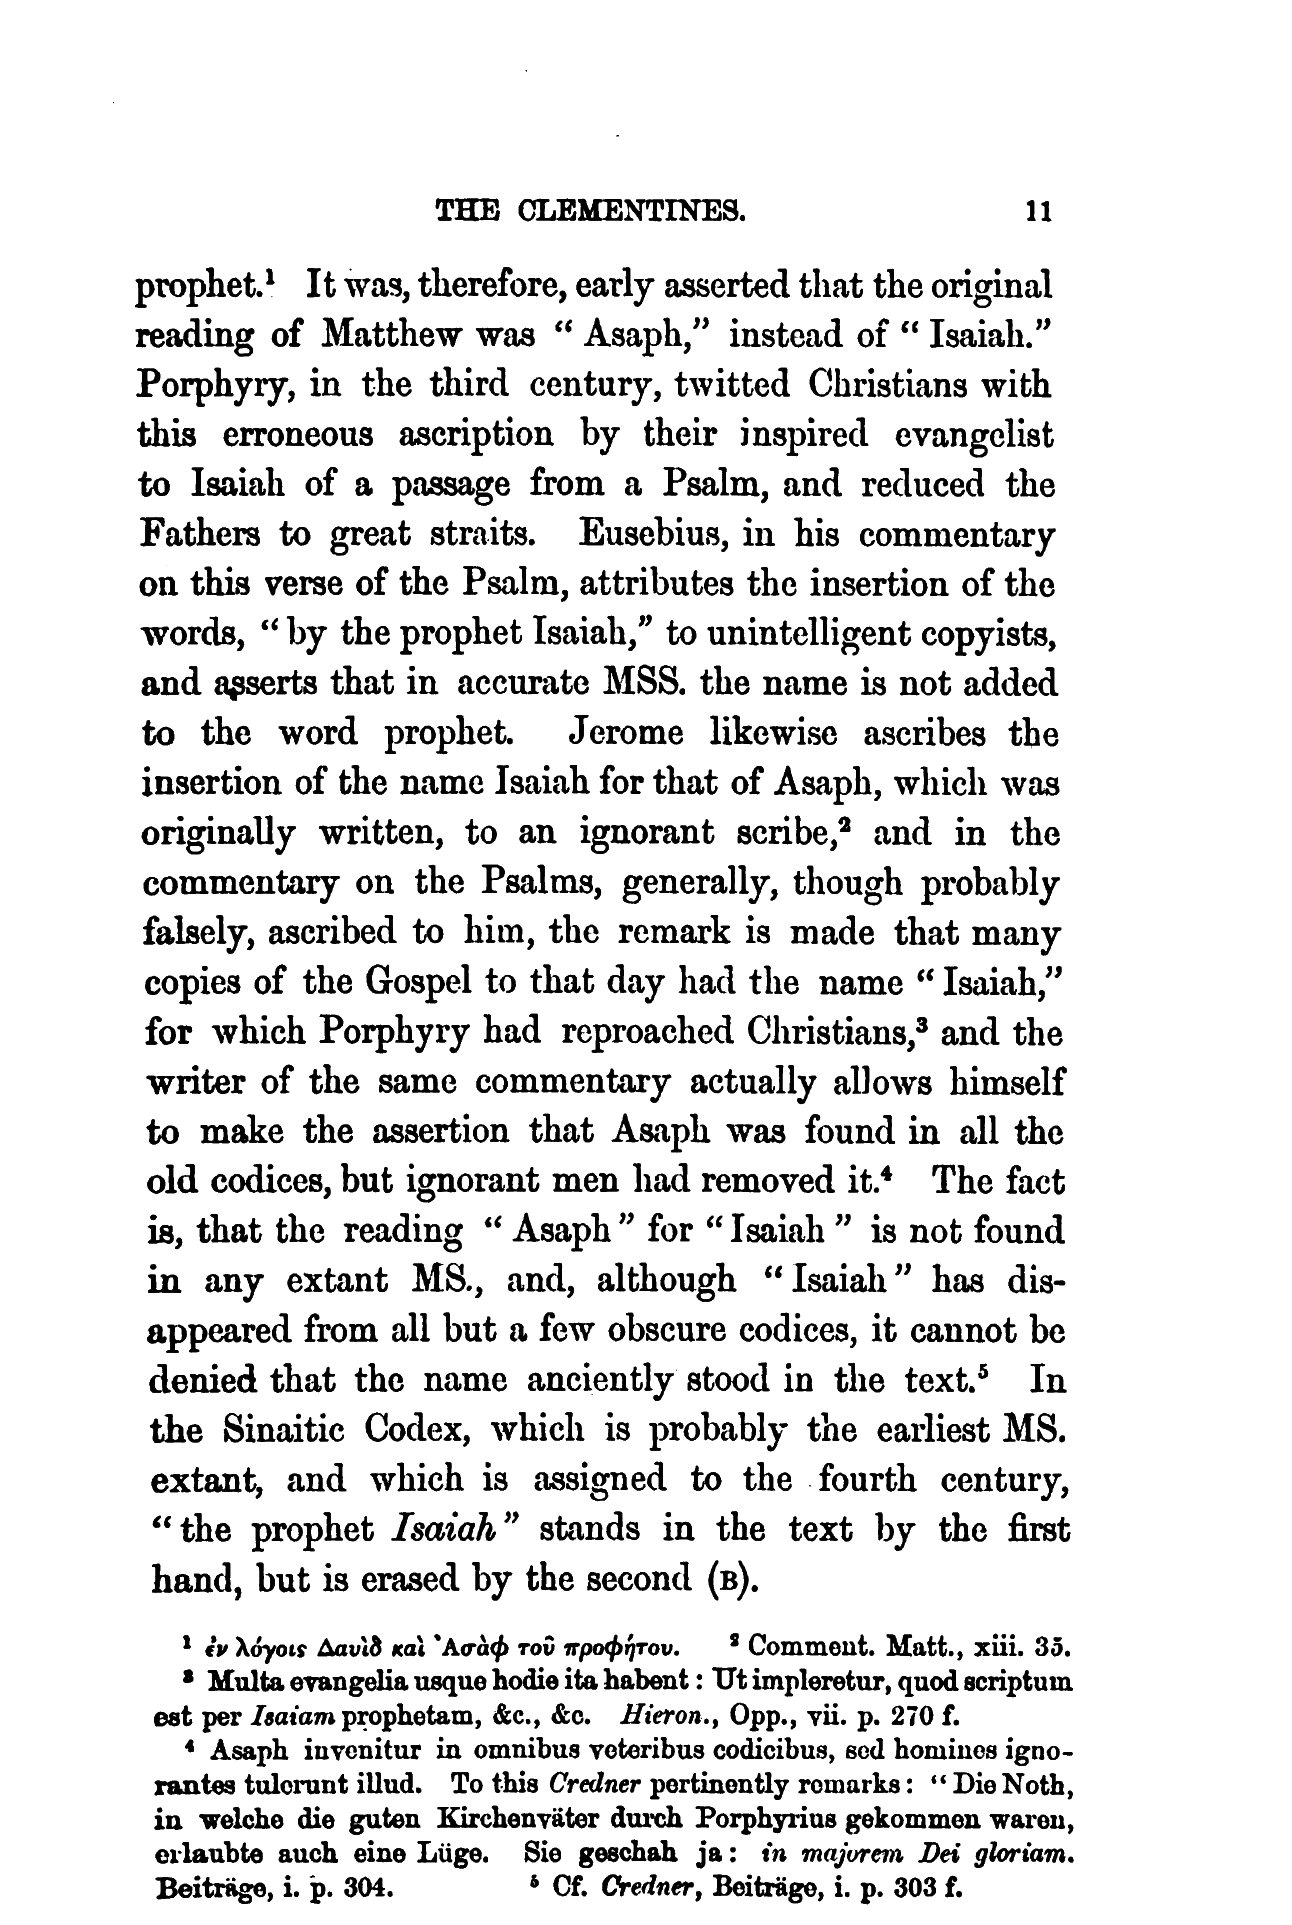 THE CLEMENTINES. 11
prophet.¹ It was, therefore, early asserted that the original
reading of Matthew was “ Asaph,” instead of “ Isaiah.”
Porphyry, in the third century, twitted Christians with
this erroneous ascription by their inspired evangelist
to Isaiah of a passage from a Psalm, and reduced the
Fathers to great straits. Eusebius, in his commentary
on this verse of the Psalm, attributes the insertion of the
words, “ by the prophet Isaiah,” to unintelligent copyists,
and asserts that in accurate MSS. the name is not added
to the word prophet. Jerome likewise ascribes the
insertion of the name Isaiah for that of Asaph, which was
originally written, to an ignorant scribe,² and in the
commentary on the Psalms, generally, though probably
falsely, ascribed to him, the remark is made that many
copies of the Gospel to that day had the name “ Isaiah,”
for which Porphyry had reproached Christians,³ and the
writer of the same commentary actually allows himself
to make the assertion that Asaph was found in all the
old codices, but ignorant men had removed it.⁴ The fact
is, that the reading “ Asaph ” for “ Isaiah ” is not found
in any extant MS., and, although “ Isaiah ” has dis-
appeared from all but a few obscure codices, it cannot be
denied that the name anciently stood in the text.⁵ In
the Sinaitic Codex, which is probably the earliest MS.
extant, and which is assigned to the fourth century,
“ the prophet Isaiah ” stands in the text by the first
hand, but is erased by the second (B).
¹ ἐν λόγοις Δαυὶδ καὶ Ἀσὰφ τοῦ προφήτου. ² Comment. Matt., xiii. 35.
³ Multa evangelia usque hodie ita habent : Ut impleretur, quod scriptum
est per Isaiam prophetam, &c., &c. Hieron., Opp., vii. p. 270 f.
⁴ Asaph invenitur in omnibus veteribus codicibus, sed homines igno-
rantes tulerunt illud. To this Credner pertinently remarks : “ Die Noth,
in welche die guten Kirchenväter durch Porphyrius gekommen waren,
erlaubte auch eine Lüge. Sie geschah ja : in majorem Dei gloriam.
Beiträge, i. p. 304. ⁵ Cf. Credner, Beiträge, i. p. 303 f.